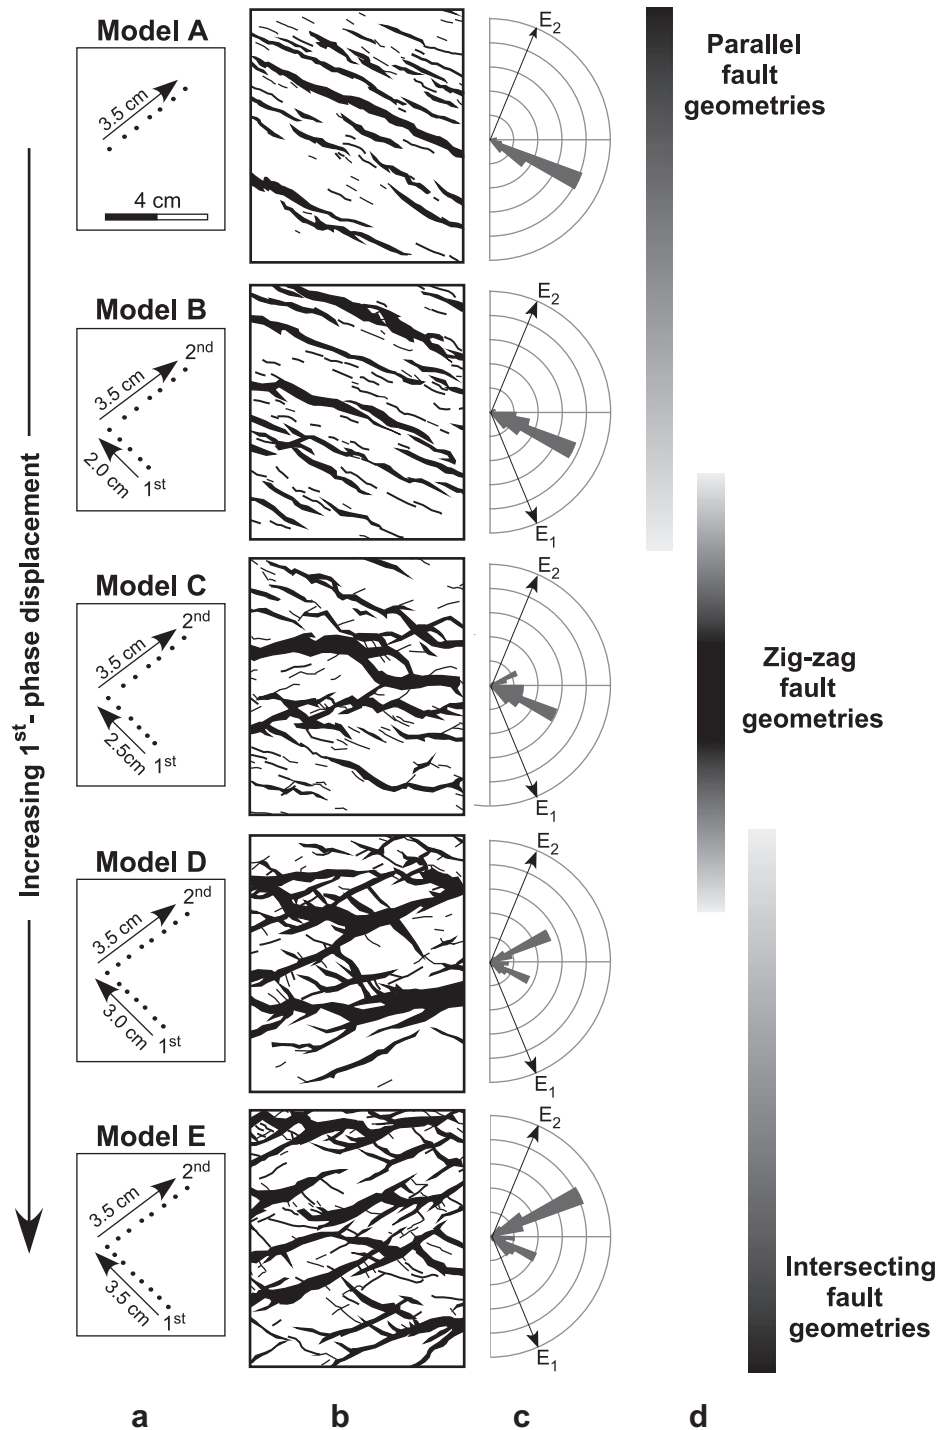 Increasing 1st- phase displacement
Model A
3.5 cm
4 cm
E2
Model B
2nd
3.5 cm
2.0 cm
1st
E2
E1
Model C
2nd
3.5 cm
2.5cm
1st
E2
E1
Model D
2nd
3.5 cm
3.0 cm
1st
E2
E1
Model E
2nd
3.5 cm
3.5 cm
1st
E2
E1
Parallel
fault
geometries
Zig-zag
fault
geometries
Intersecting
fault
geometries
a b c d